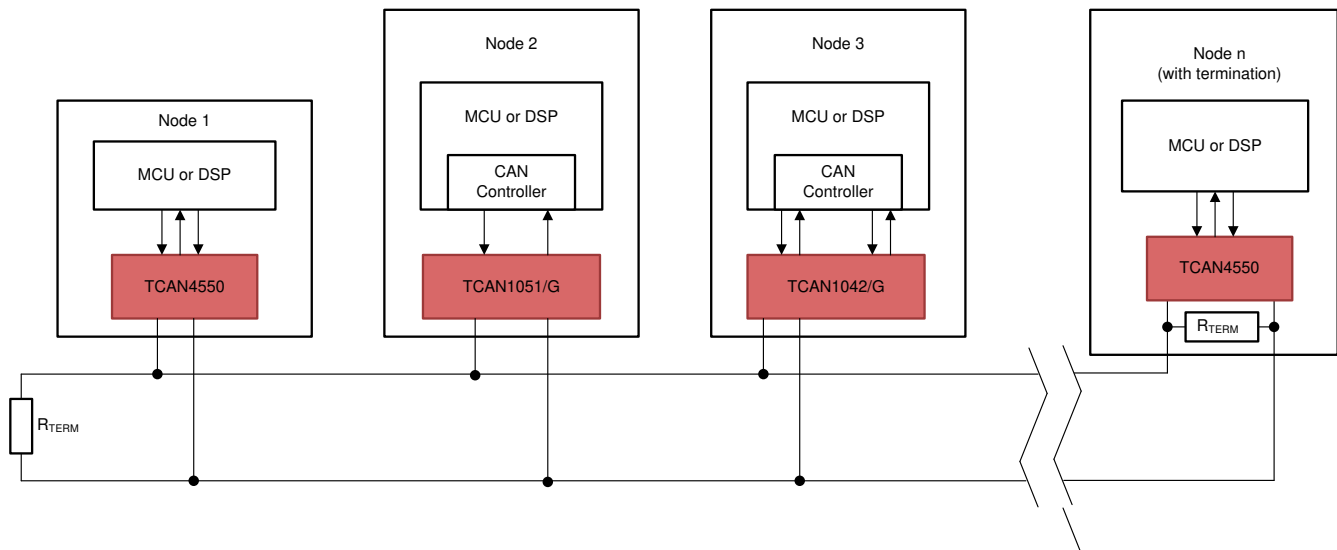 Node 1
MCU or DSP
TCAN4550
Node 2
MCU or DSP
CAN
Controller
TCAN1051/G
Node 3
MCU or DSP
CAN
Controller
TCAN1042/G
Node n
(with termination)
MCU or DSP
TCAN4550
RTERM
RTERM